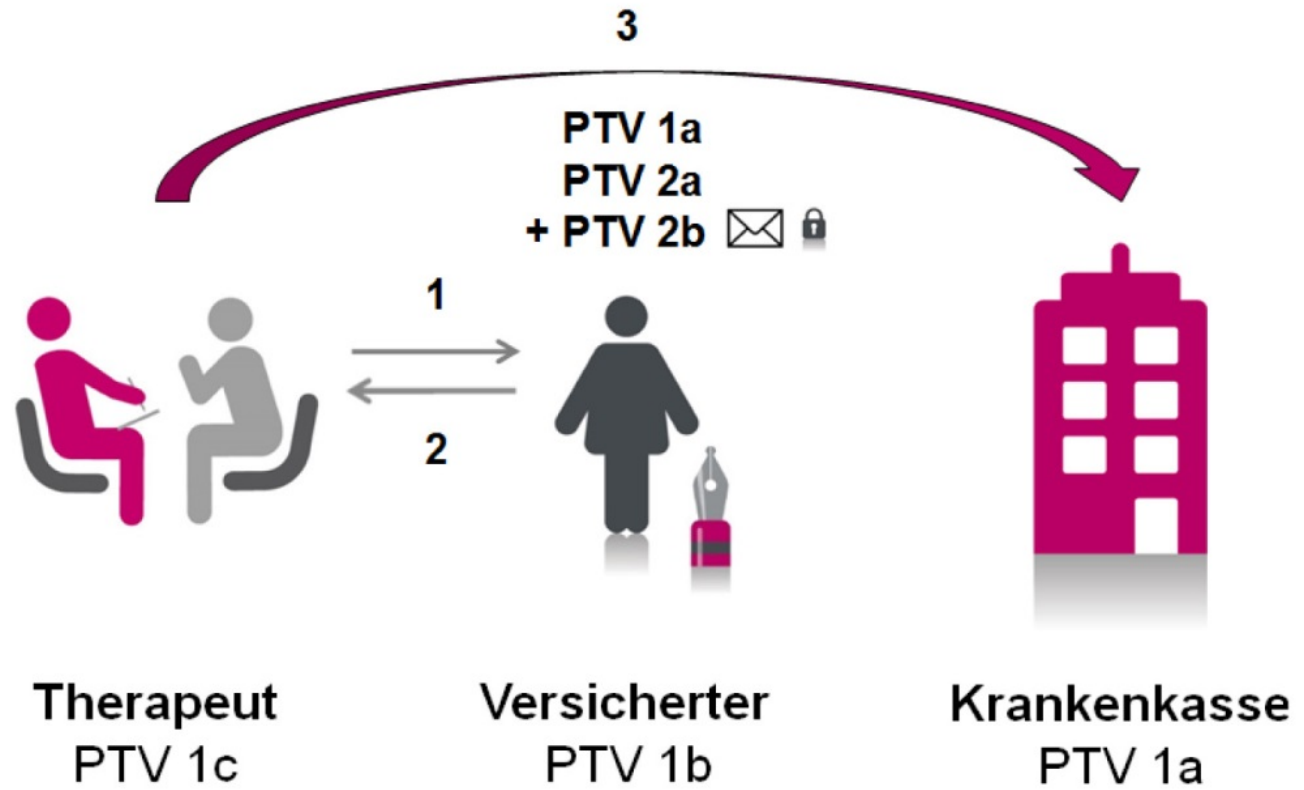 3
PTV 1a
PTV 2a
+ PTV 2b
1
2
Therapeut
PTV 1c
Versicherter
PTV 1b
Krankenkasse
PTV 1a